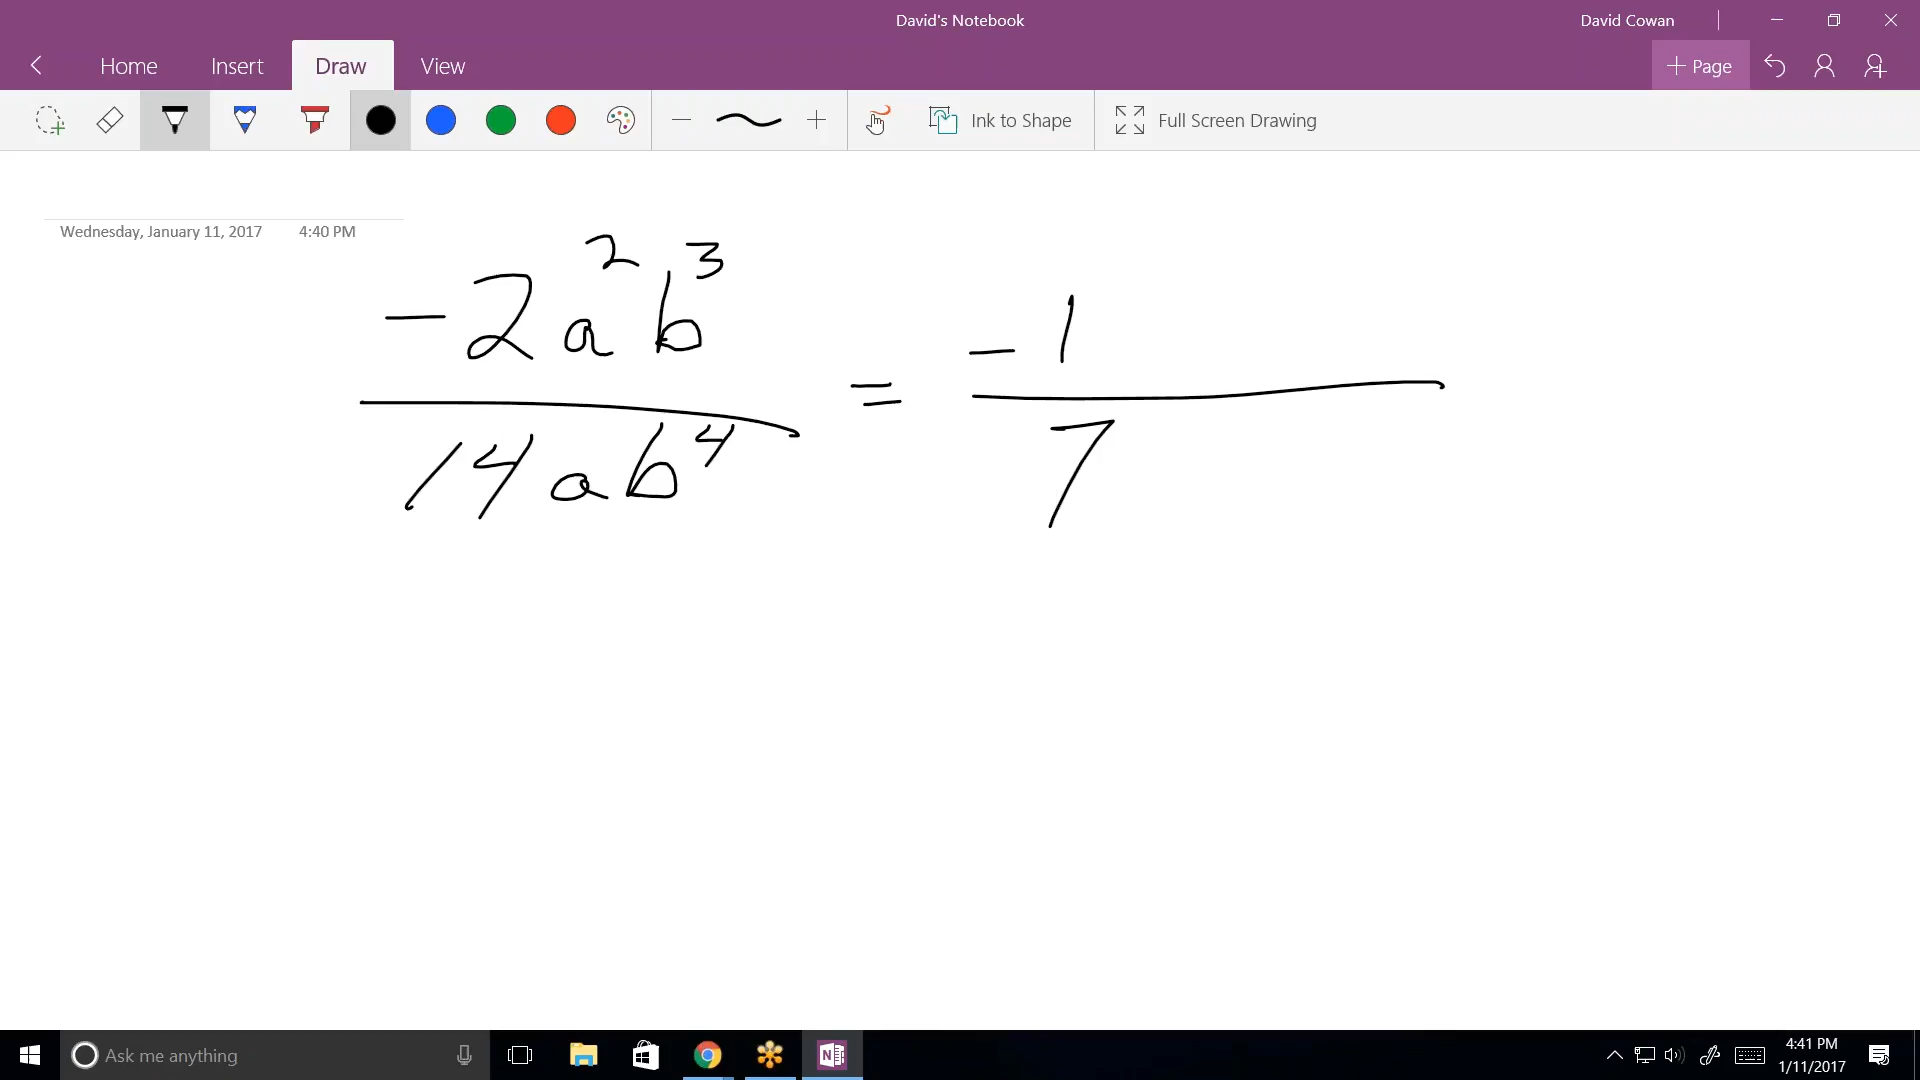 David's Notebook
David Cowan
Home Insert Draw View
+ Page
Ink to Shape
Full Screen Drawing
Wednesday, January 11, 2017 4:40 PM
-2a²b³ / 14ab⁴ = -1 / 7
Ask me anything
N
4:41 PM
1/11/2017